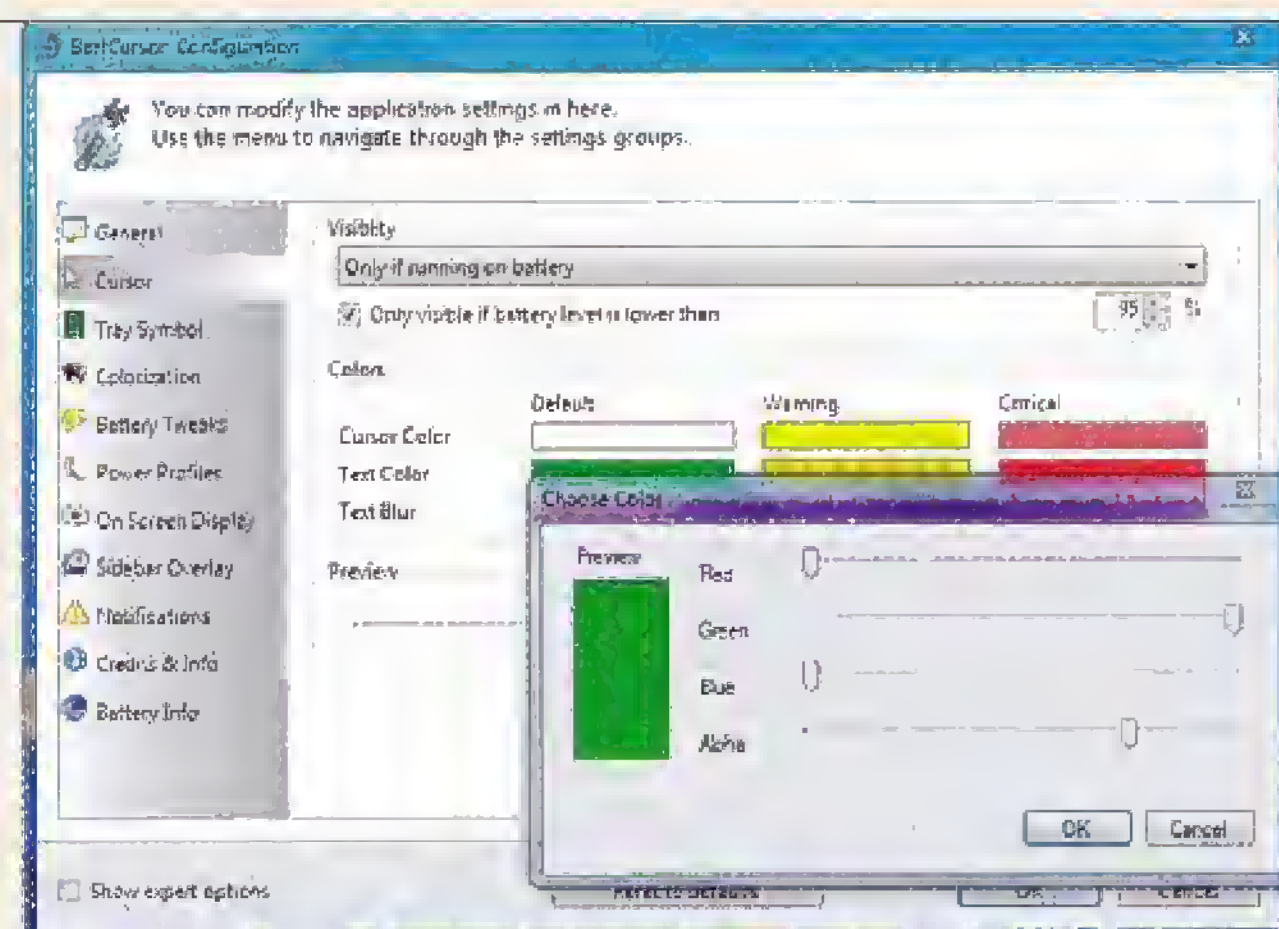 BattCursor Configuration
You can modify the application settings in here.
Use the menu to navigate through the settings groups.
General
Cursor
Tray Symbol
Colorization
Battery Tweaks
Power Profiles
On Screen Display
Sidebar Overlay
Notifications
Credits & Info
Battery Info
Visiblity
Only if running on battery
Only visible if battery level is lower than 95 %
Colors
Default Warning Critical
Cursor Color
Text Color
Text Blur
Preview
Choose Color
Preview
Red
Green
Blue
Alpha
OK Cancel
Show expert options
OK Cancel